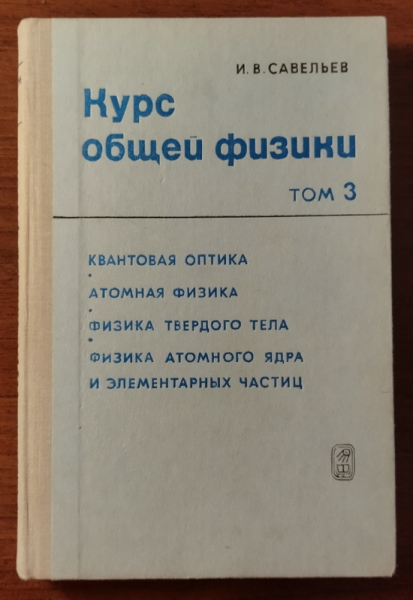 И. В. САВЕЛЬЕВ
Курс
общей физики
ТОМ 3
КВАНТОВАЯ ОПТИКА
АТОМНАЯ ФИЗИКА
ФИЗИКА ТВЕРДОГО ТЕЛА
ФИЗИКА АТОМНОГО ЯДРА
И ЭЛЕМЕНТАРНЫХ ЧАСТИЦ